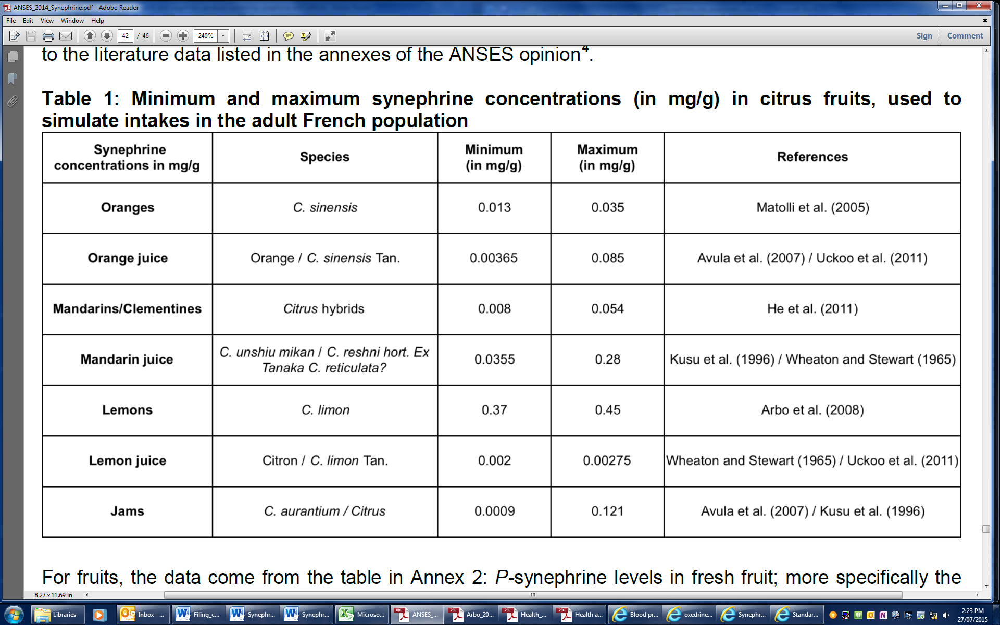 ANSES_2014_Synephrine.pdf - Adobe Reader
File Edit View Window Help
42 / 46 240% Sign Comment
to the literature data listed in the annexes of the ANSES opinion⁴.
Table 1: Minimum and maximum synephrine concentrations (in mg/g) in citrus fruits, used to
simulate intakes in the adult French population
Synephrine
concentrations in mg/g
Species
Minimum
(in mg/g)
Maximum
(in mg/g)
References
Oranges C. sinensis 0.013 0.035 Matolli et al. (2005)
Orange juice Orange / C. sinensis Tan. 0.00365 0.085 Avula et al. (2007) / Uckoo et al. (2011)
Mandarins/Clementines Citrus hybrids 0.008 0.054 He et al. (2011)
Mandarin juice
C. unshiu mikan / C. reshni hort. Ex
Tanaka C. reticulata?
0.0355 0.28 Kusu et al. (1996) / Wheaton and Stewart (1965)
Lemons C. limon 0.37 0.45 Arbo et al. (2008)
Lemon juice Citron / C. limon Tan. 0.002 0.00275 Wheaton and Stewart (1965) / Uckoo et al. (2011)
Jams C. aurantium / Citrus 0.0009 0.121 Avula et al. (2007) / Kusu et al. (1996)
For fruits, the data come from the table in Annex 2: P-synephrine levels in fresh fruit; more specifically the
8.27 x 11.69 in
Libraries Inbox - ... Filing_c... Synephr... Synephr... Microso... ANSES_... Arbo_20... Health_... Health a... Blood pr... oxedrine... Synephr... Standar...
2:23 PM
27/07/2015